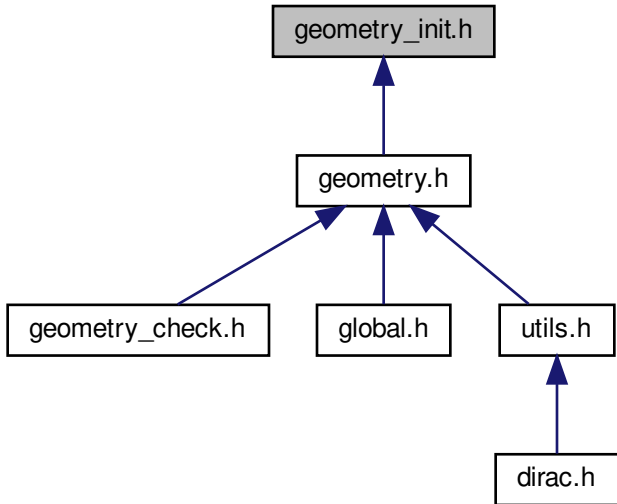 geometry_init.h
geometry.h
geometry_check.h
global.h
utils.h
dirac.h